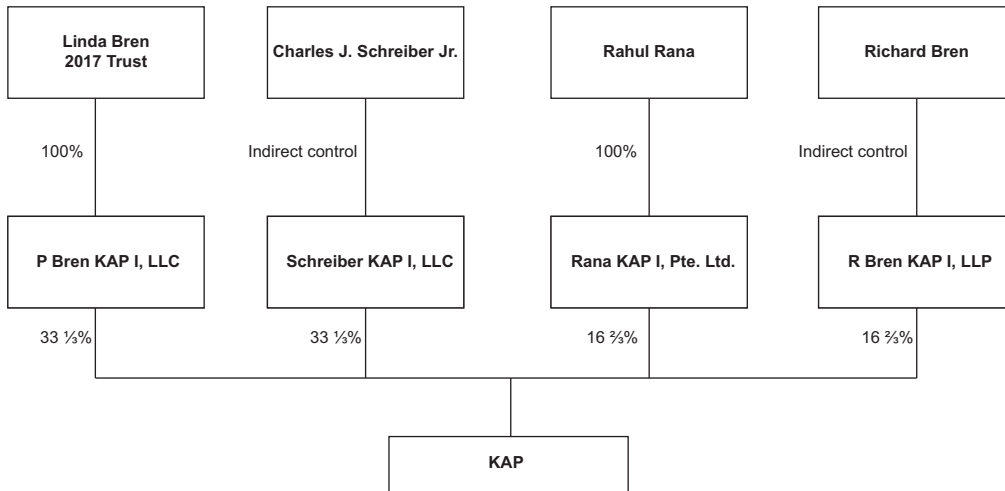 Linda Bren
2017 Trust
Charles J. Schreiber Jr.
Rahul Rana
Richard Bren
100%
Indirect control
100%
Indirect control
P Bren KAP I, LLC
Schreiber KAP I, LLC
Rana KAP I, Pte. Ltd.
R Bren KAP I, LLP
33 ⅓%
33 ⅓%
16 ⅔%
16 ⅔%
KAP